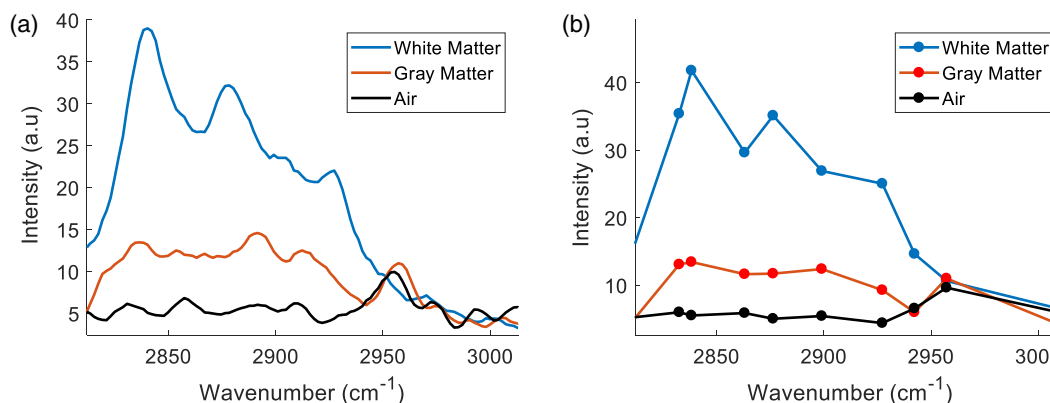 (a)
40
35
30
25
20
15
10
5
Intensity (a.u)
2850
2900
2950
3000
Wavenumber (cm-1)
White Matter
Gray Matter
Air
(b)
40
30
20
10
Intensity (a.u)
2850
2900
2950
300
Wavenumber (cm-1)
White Matter
Gray Matter
Air